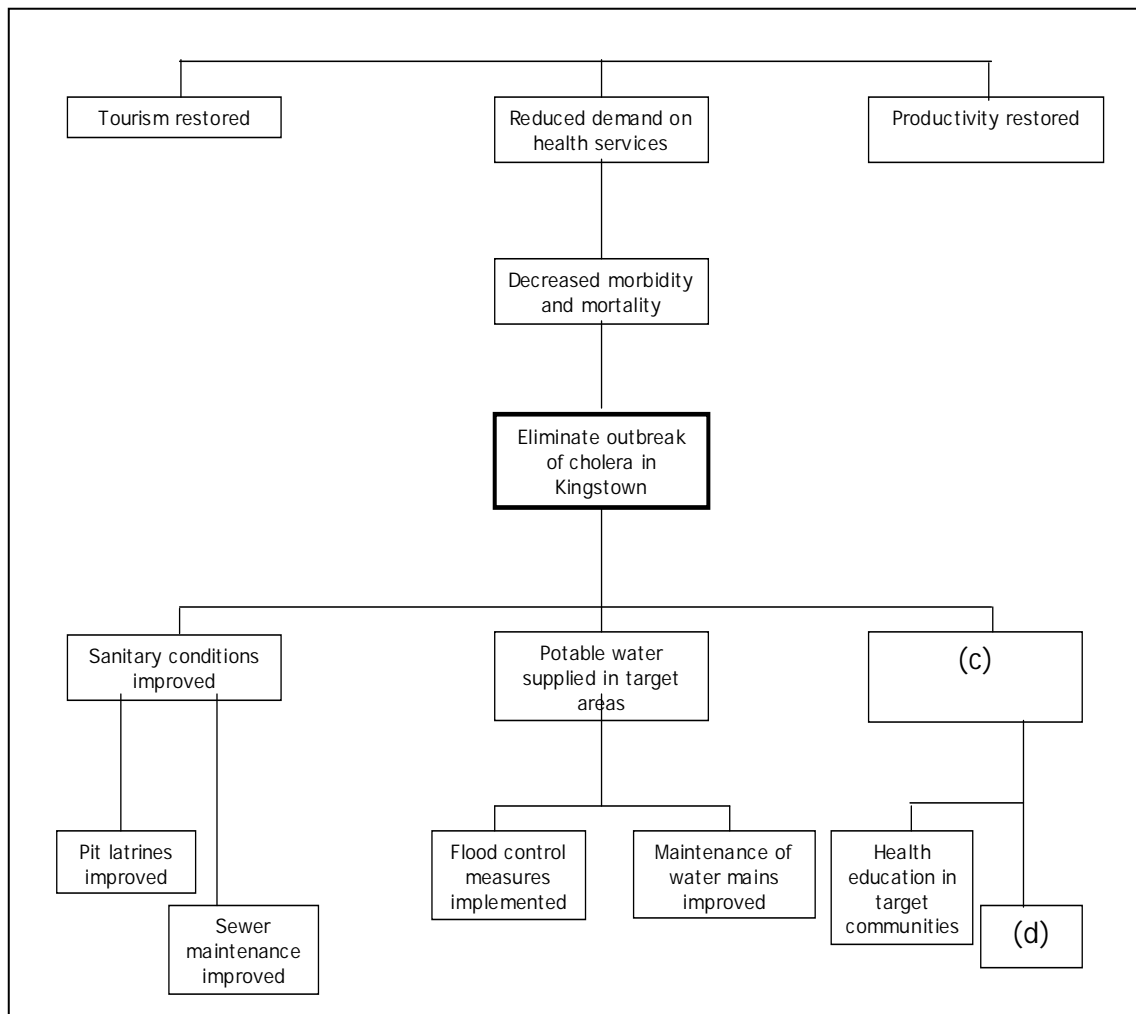 Tourism restored
Reduced demand on
health services
Productivity restored
Decreased morbidity
and mortality
Eliminate outbreak
of cholera in
Kingstown
Sanitary conditions
improved
Potable water
supplied in target
areas
(c)
Pit latrines
improved
Sewer
maintenance
improved
Flood control
measures
implemented
Maintenance of
water mains
improved
Health
education in
target
communities
(d)